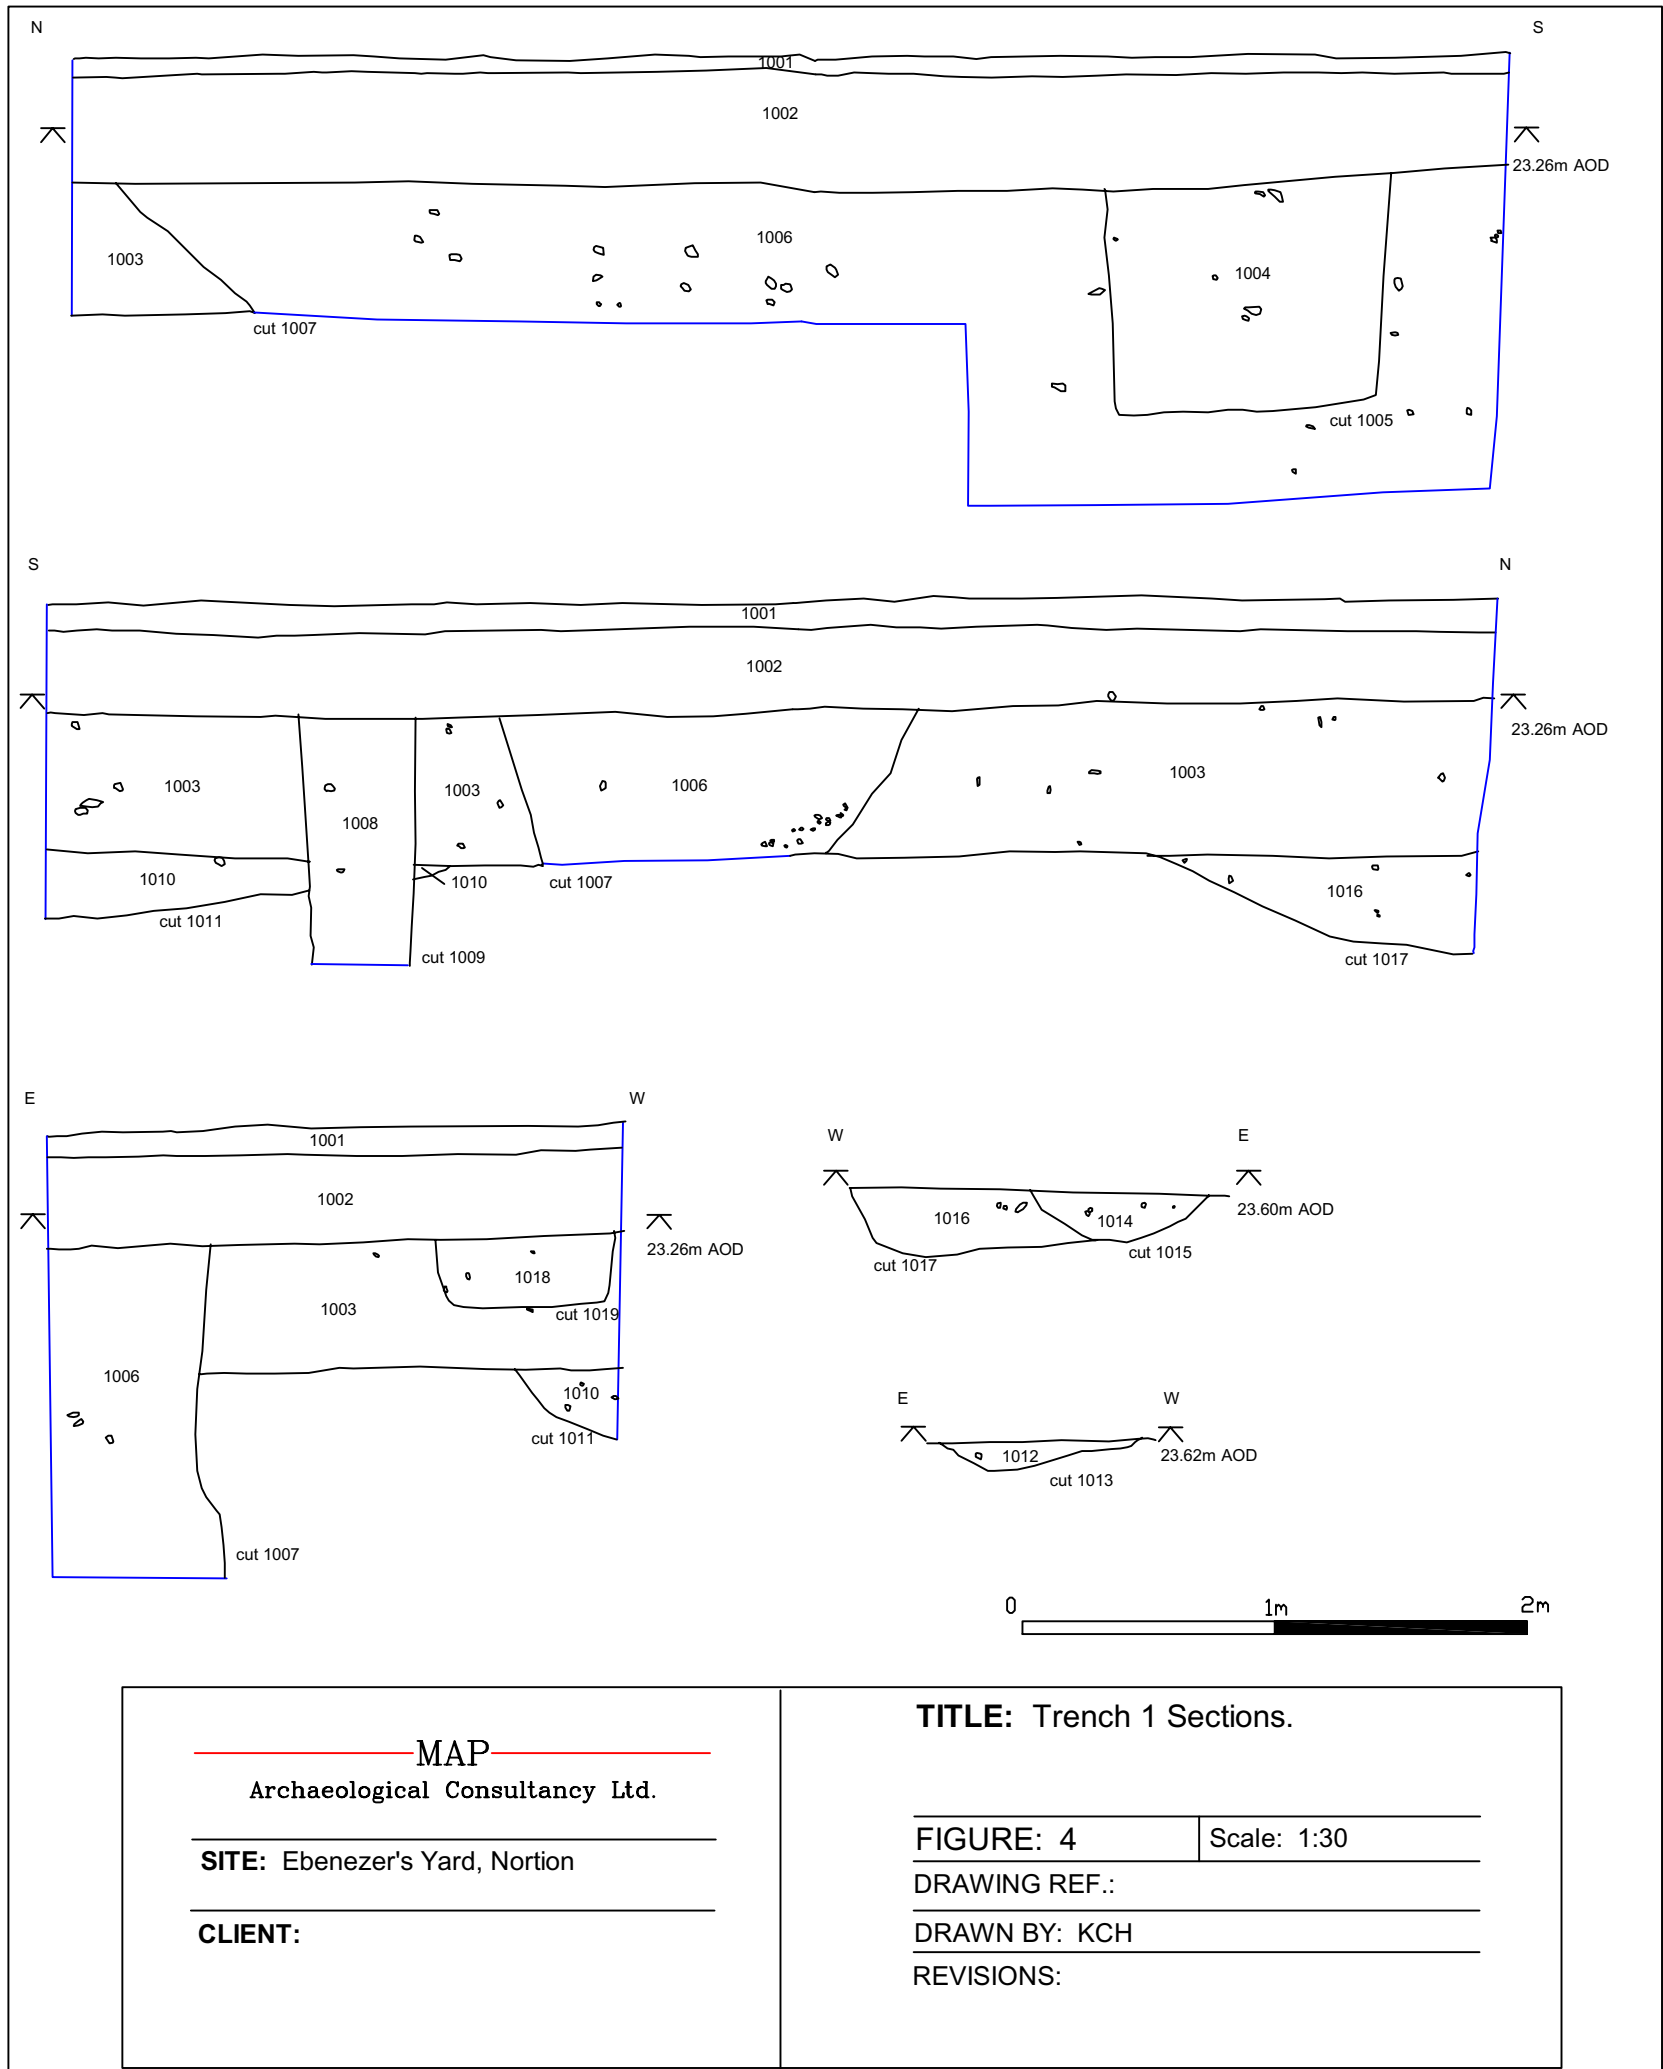 N
S
1001
1002
23.26m AOD
1006
1003
1004
cut 1007
cut 1005
S
N
1001
1002
23.26m AOD
1003
1003
1006
1003
1008
1010
1010
cut 1007
1016
cut 1011
cut 1009
cut 1017
E
W
1001
1002
23.26m AOD
1018
1003
cut 1019
1006
1010
cut 1011
cut 1007
W
E
1016
1014
23.60m AOD
cut 1017
cut 1015
E
W
1012
23.62m AOD
cut 1013
0 1m 2m
MAP
Archaeological Consultancy Ltd.
SITE: Ebenezer's Yard, Nortion
CLIENT:
TITLE: Trench 1 Sections.
FIGURE: 4
Scale: 1:30
DRAWING REF.:
DRAWN BY: KCH
REVISIONS: